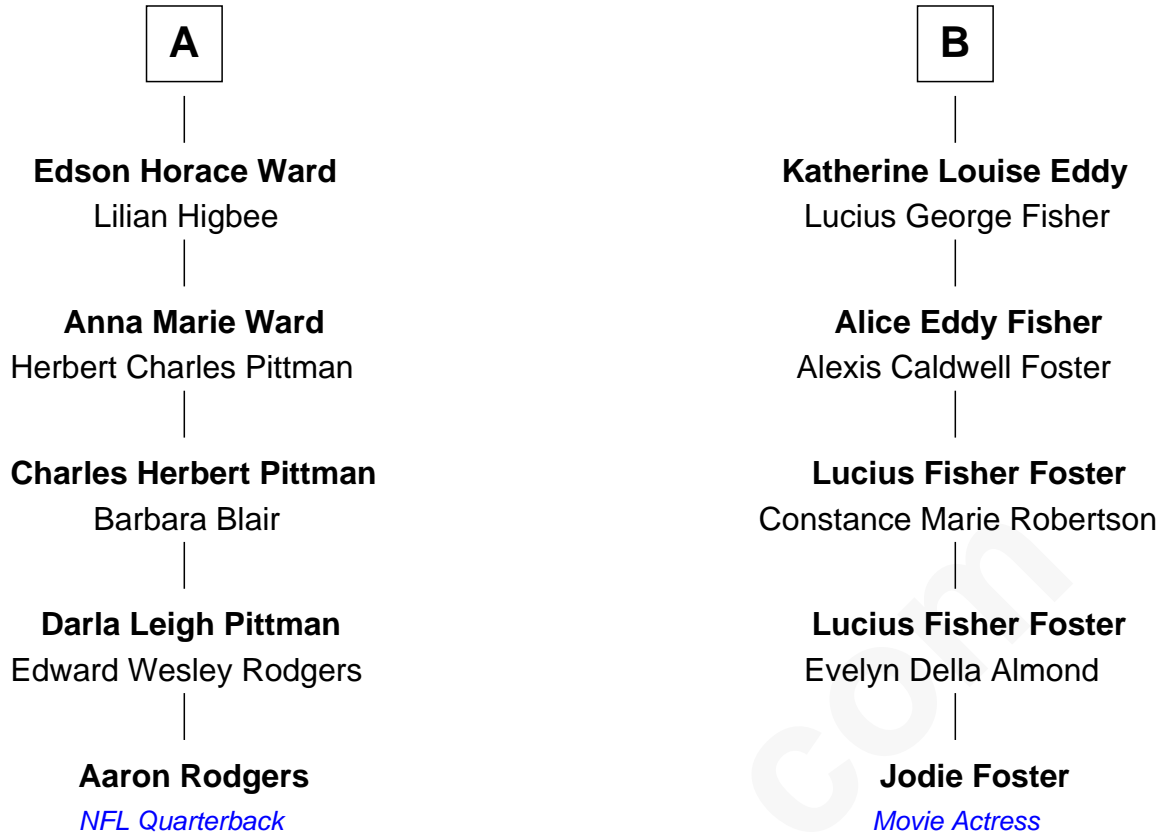 A
Edson Horace Ward
Lilian Higbee
Anna Marie Ward
Herbert Charles Pittman
Charles Herbert Pittman
Barbara Blair
Darla Leigh Pittman
Edward Wesley Rodgers
Aaron Rodgers
NFL Quarterback
B
Katherine Louise Eddy
Lucius George Fisher
Alice Eddy Fisher
Alexis Caldwell Foster
Lucius Fisher Foster
Constance Marie Robertson
Lucius Fisher Foster
Evelyn Della Almond
Jodie Foster
Movie Actress
com